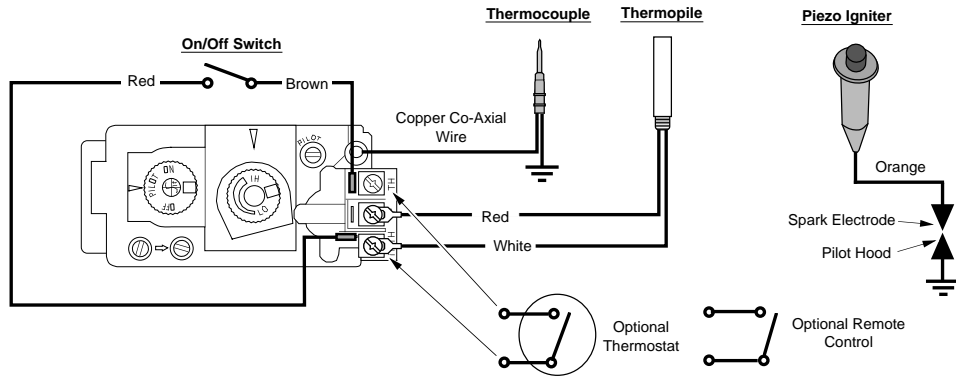 Thermocouple
Thermopile
Piezo Igniter
On/Off Switch
Red
Brown
Copper Co-Axial
Wire
PILOT
ON
PILOT
OFF
HI
LO
TH
TH
Red
White
Orange
Spark Electrode
Pilot Hood
Optional
Thermostat
Optional Remote
Control